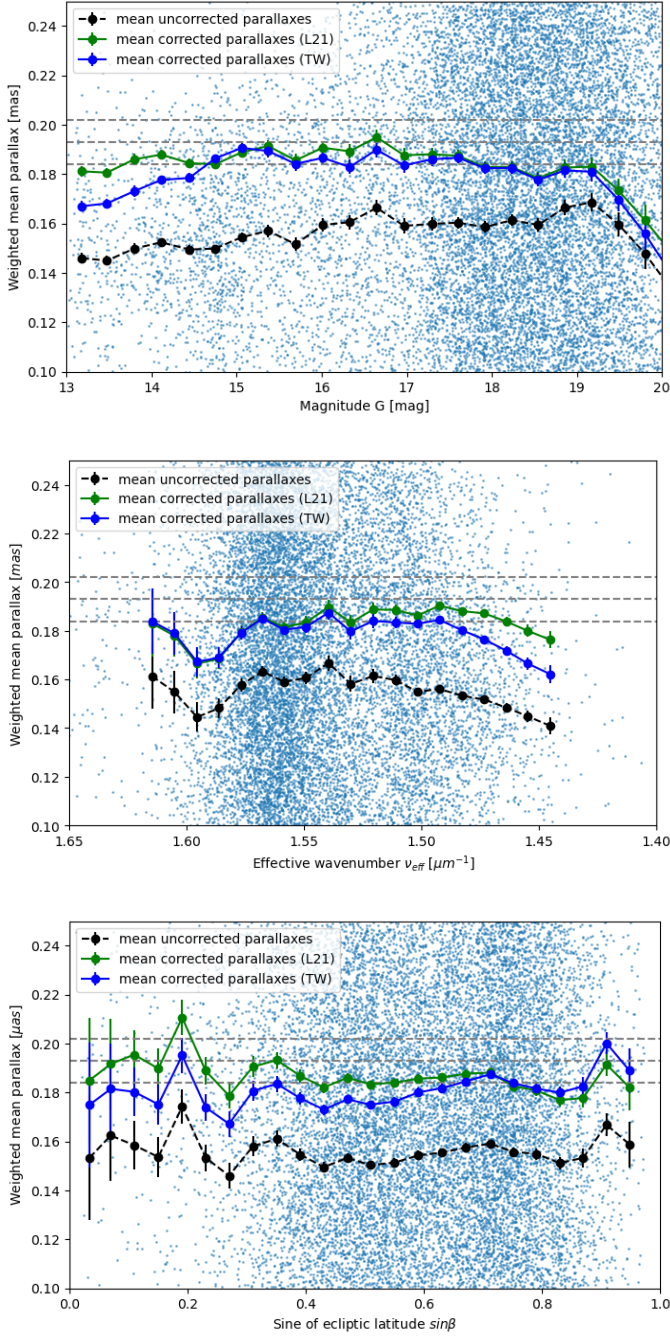 mean uncorrected parallaxes
mean corrected parallaxes (L21)
mean corrected parallaxes (TW)
Weighted mean parallax [mas]
0.24
0.22
0.20
0.18
0.16
0.14
0.12
0.10
13 14 15 16 17 18 19 20
Magnitude G [mag]
mean uncorrected parallaxes
mean corrected parallaxes (L21)
mean corrected parallaxes (TW)
Weighted mean parallax [mas]
0.24
0.22
0.20
0.18
0.16
0.14
0.12
0.10
1.65 1.60 1.55 1.50 1.45 1.40
Effective wavenumber ν_eff [μm⁻¹]
mean uncorrected parallaxes
mean corrected parallaxes (L21)
mean corrected parallaxes (TW)
Weighted mean parallax [μas]
0.24
0.22
0.20
0.18
0.16
0.14
0.12
0.10
0.0 0.2 0.4 0.6 0.8 1.0
Sine of ecliptic latitude sinβ